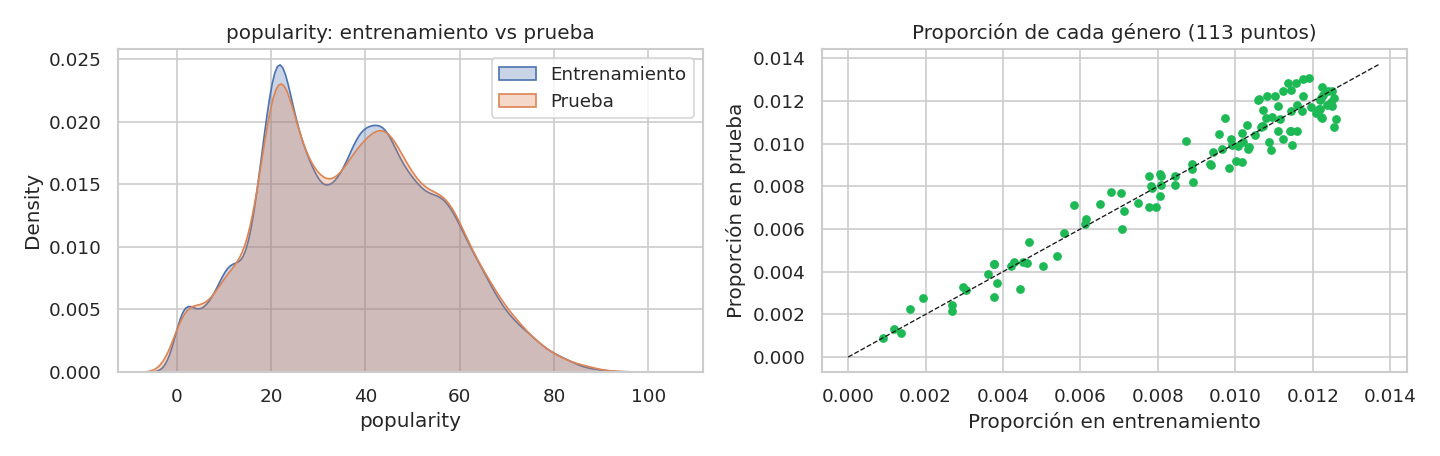 popularity: entrenamiento vs prueba
0.025
0.020
0.015
0.010
0.005
0.000
Density
Entrenamiento
Prueba
0 20 40 60 80 100
popularity
Proporción de cada género (113 puntos)
0.014
0.012
0.010
0.008
0.006
0.004
0.002
0.000
Proporción en prueba
0.000 0.002 0.004 0.006 0.008 0.010 0.012 0.014
Proporción en entrenamiento